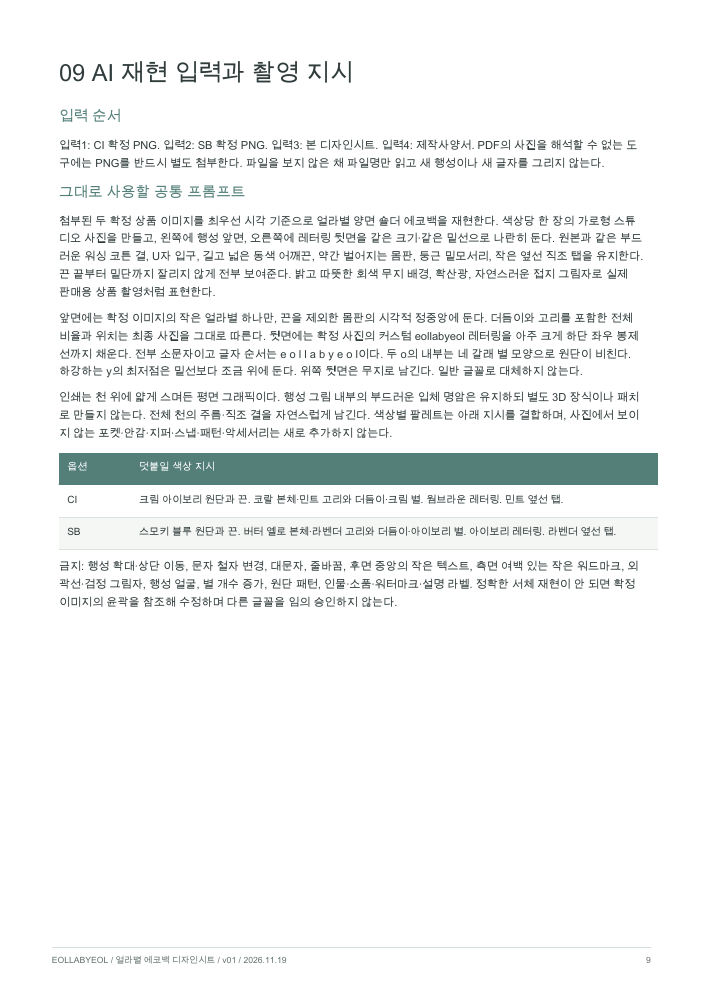 09 AI 재현 입력과 촬영 지시
입력 순서
입력1: CI 확정 PNG. 입력2: SB 확정 PNG. 입력3: 본 디자인시트. 입력4: 제작사양서. PDF의 사진을 해석할 수 없는 도
구에는 PNG를 반드시 별도 첨부한다. 파일을 보지 않은 채 파일명만 읽고 새 행성이나 새 글자를 그리지 않는다.
그대로 사용할 공통 프롬프트
첨부된 두 확정 상품 이미지를 최우선 시각 기준으로 얼라별 양면 숄더 에코백을 재현한다. 색상당 한 장의 가로형 스튜
디오 사진을 만들고, 왼쪽에 행성 앞면, 오른쪽에 레터링 뒷면을 같은 크기·같은 밑선으로 나란히 둔다. 원본과 같은 부드
러운 워싱 코튼 결, U자 입구, 길고 넓은 동색 어깨끈, 약간 벌어지는 몸판, 둥근 밑모서리, 작은 옆선 직조 탭을 유지한다.
끈 끝부터 밑단까지 잘리지 않게 전부 보여준다. 밝고 따뜻한 회색 무지 배경, 확산광, 자연스러운 접지 그림자로 실제
판매용 상품 촬영처럼 표현한다.
앞면에는 확정 이미지의 작은 얼라별 하나만, 끈을 제외한 몸판의 시각적 정중앙에 둔다. 더듬이와 고리를 포함한 전체
비율과 위치는 최종 사진을 그대로 따른다. 뒷면에는 확정 사진의 커스텀 eollabyeol 레터링을 아주 크게 하단 좌우 봉제
선까지 채운다. 전부 소문자이고 글자 순서는 e o l l a b y e o l이다. 두 o의 내부는 네 갈래 별 모양으로 원단이 비친다.
하강하는 y의 최저점은 밑선보다 조금 위에 둔다. 위쪽 뒷면은 무지로 남긴다. 일반 글꼴로 대체하지 않는다.
인쇄는 천 위에 얇게 스며든 평면 그래픽이다. 행성 그림 내부의 부드러운 입체 명암은 유지하되 별도 3D 장식이나 패치
로 만들지 않는다. 전체 천의 주름·직조 결을 자연스럽게 남긴다. 색상별 팔레트는 아래 지시를 결합하며, 사진에서 보이
지 않는 포켓·안감·지퍼·스냅·패턴·악세서리는 새로 추가하지 않는다.
옵션 덧붙일 색상 지시
CI 크림 아이보리 원단과 끈. 코랄 본체·민트 고리와 더듬이·크림 별. 웜브라운 레터링. 민트 옆선 탭.
SB 스모키 블루 원단과 끈. 버터 옐로 본체·라벤더 고리와 더듬이·아이보리 별. 아이보리 레터링. 라벤더 옆선 탭.
금지: 행성 확대·상단 이동, 문자 철자 변경, 대문자, 줄바꿈, 후면 중앙의 작은 텍스트, 측면 여백 있는 작은 워드마크, 외
곽선·검정 그림자, 행성 얼굴, 별 개수 증가, 원단 패턴, 인물·소품·워터마크·설명 라벨. 정확한 서체 재현이 안 되면 확정
이미지의 윤곽을 참조해 수정하며 다른 글꼴을 임의 승인하지 않는다.
EOLLABYEOL / 얼라별 에코백 디자인시트 / v01 / 2026.11.19 9